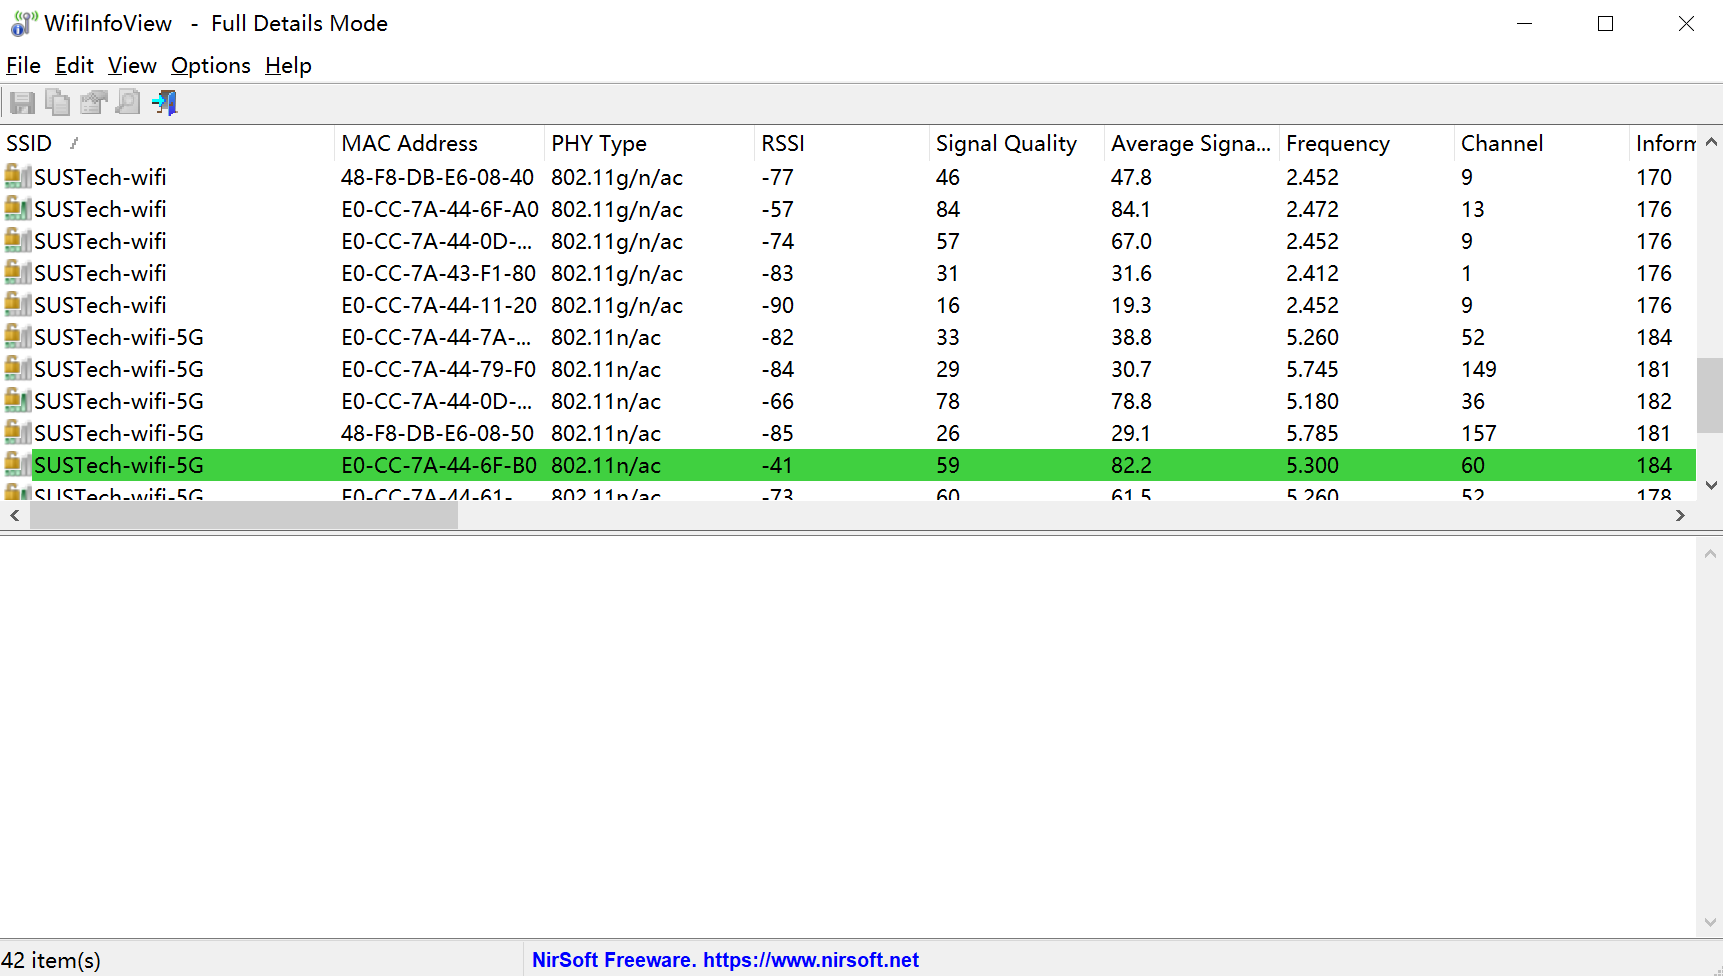 WifiInfoView - Full Details Mode
File Edit View Options Help
SSID MAC Address PHY Type RSSI Signal Quality Average Signa... Frequency Channel Inform
SUSTech-wifi 48-F8-DB-E6-08-40 802.11g/n/ac -77 46 47.8 2.452 9 170
SUSTech-wifi E0-CC-7A-44-6F-A0 802.11g/n/ac -57 84 84.1 2.472 13 176
SUSTech-wifi E0-CC-7A-44-0D-... 802.11g/n/ac -74 57 67.0 2.452 9 176
SUSTech-wifi E0-CC-7A-43-F1-80 802.11g/n/ac -83 31 31.6 2.412 1 176
SUSTech-wifi E0-CC-7A-44-11-20 802.11g/n/ac -90 16 19.3 2.452 9 176
SUSTech-wifi-5G E0-CC-7A-44-7A-... 802.11n/ac -82 33 38.8 5.260 52 184
SUSTech-wifi-5G E0-CC-7A-44-79-F0 802.11n/ac -84 29 30.7 5.745 149 181
SUSTech-wifi-5G E0-CC-7A-44-0D-... 802.11n/ac -66 78 78.8 5.180 36 182
SUSTech-wifi-5G 48-F8-DB-E6-08-50 802.11n/ac -85 26 29.1 5.785 157 181
SUSTech-wifi-5G E0-CC-7A-44-6F-B0 802.11n/ac -41 59 82.2 5.300 60 184
SUSTech-wifi-5G E0-CC-7A-44-61- 802.11n/ac -73 60 61.5 5.260 52 178
42 item(s) NirSoft Freeware. https://www.nirsoft.net